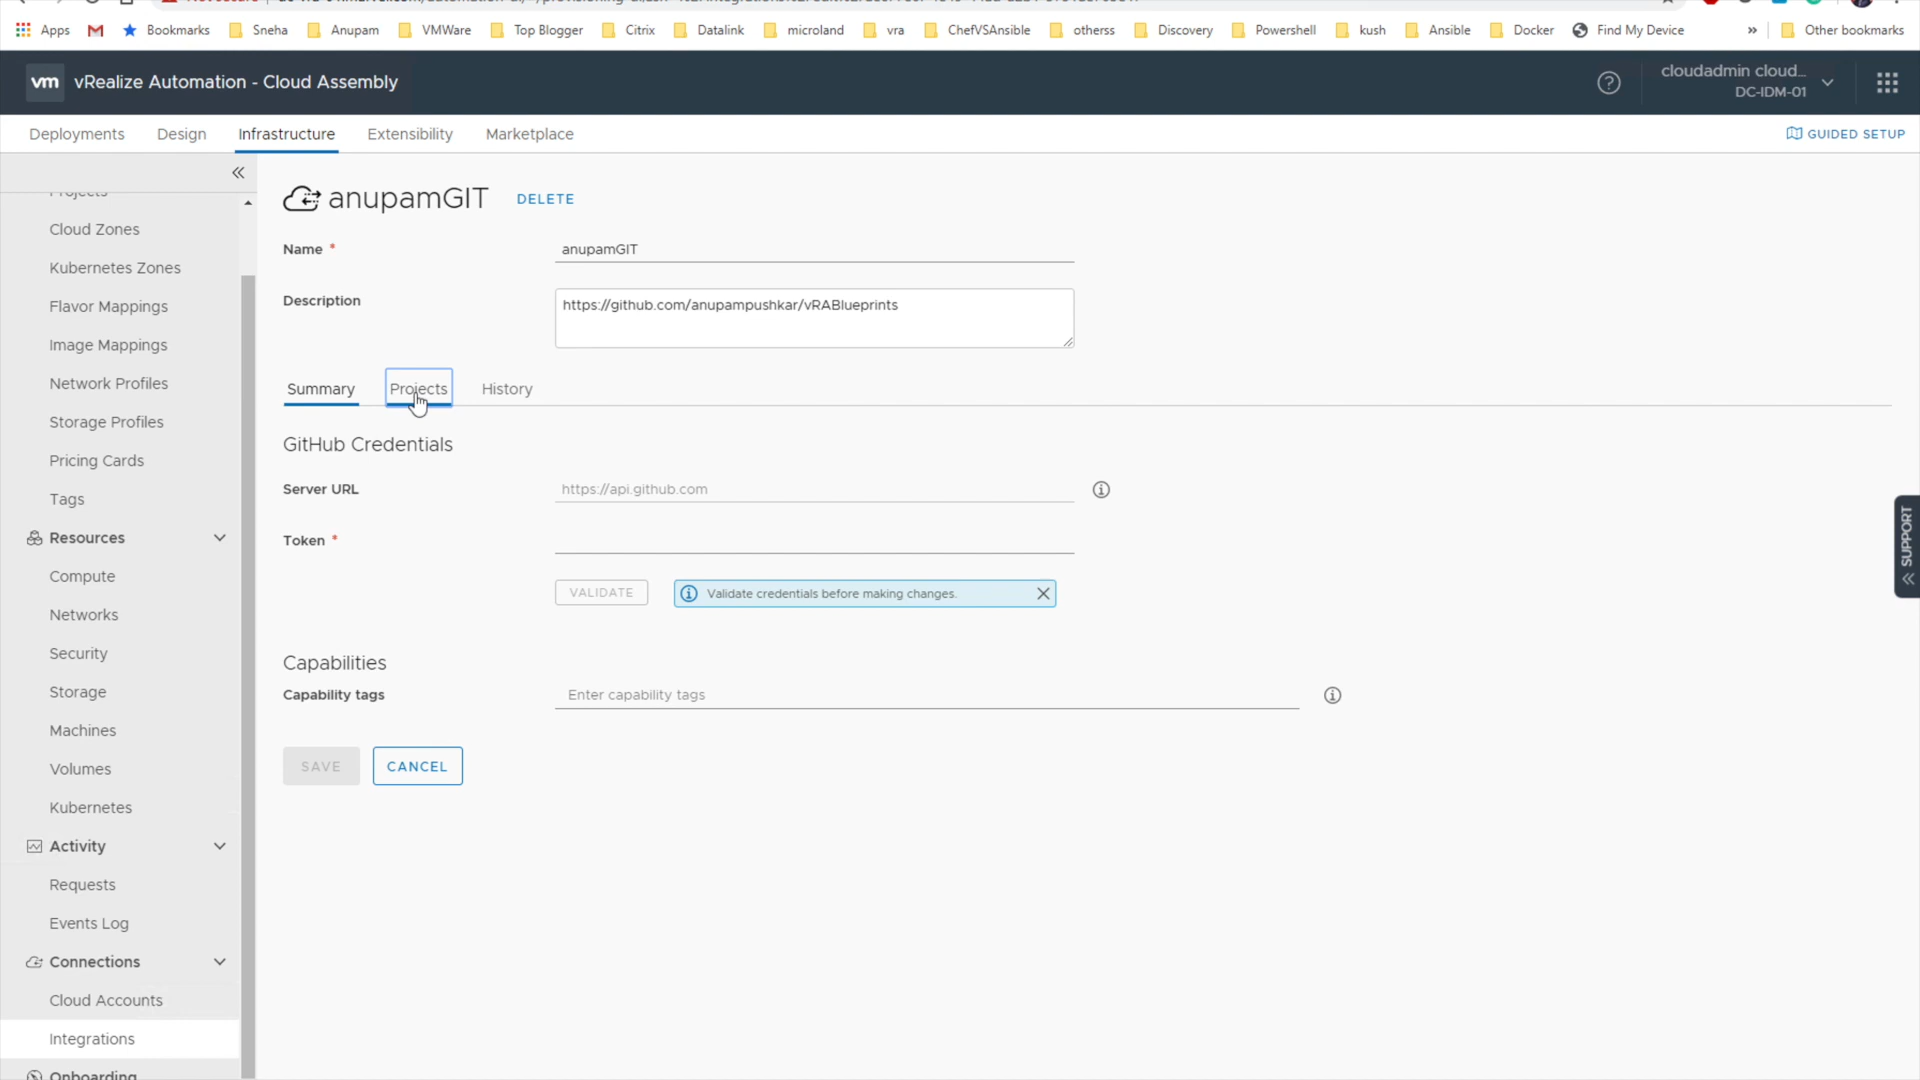 Apps
Bookmarks
Sneha
Anupam
VMWare
Top Blogger
Citrix
Datalink
microland
vra
ChefVSAnsible
otherss
Discovery
Powershell
kush
Ansible
Docker
Find My Device
»
Other bookmarks
vm vRealize Automation - Cloud Assembly
cloudadmin cloud...
DC-IDM-01
Deployments
Design
Infrastructure
Extensibility
Marketplace
GUIDED SETUP
Projects
Cloud Zones
Kubernetes Zones
Flavor Mappings
Image Mappings
Network Profiles
Storage Profiles
Pricing Cards
Tags
Resources
Compute
Networks
Security
Storage
Machines
Volumes
Kubernetes
Activity
Requests
Events Log
Connections
Cloud Accounts
Integrations
Onboarding
anupamGIT
DELETE
Name *
anupamGIT
Description
https://github.com/anupampushkar/vRABlueprints
Summary
Projects
History
GitHub Credentials
Server URL
https://api.github.com
Token *
VALIDATE
Validate credentials before making changes.
Capabilities
Capability tags
Enter capability tags
SAVE
CANCEL
SUPPORT